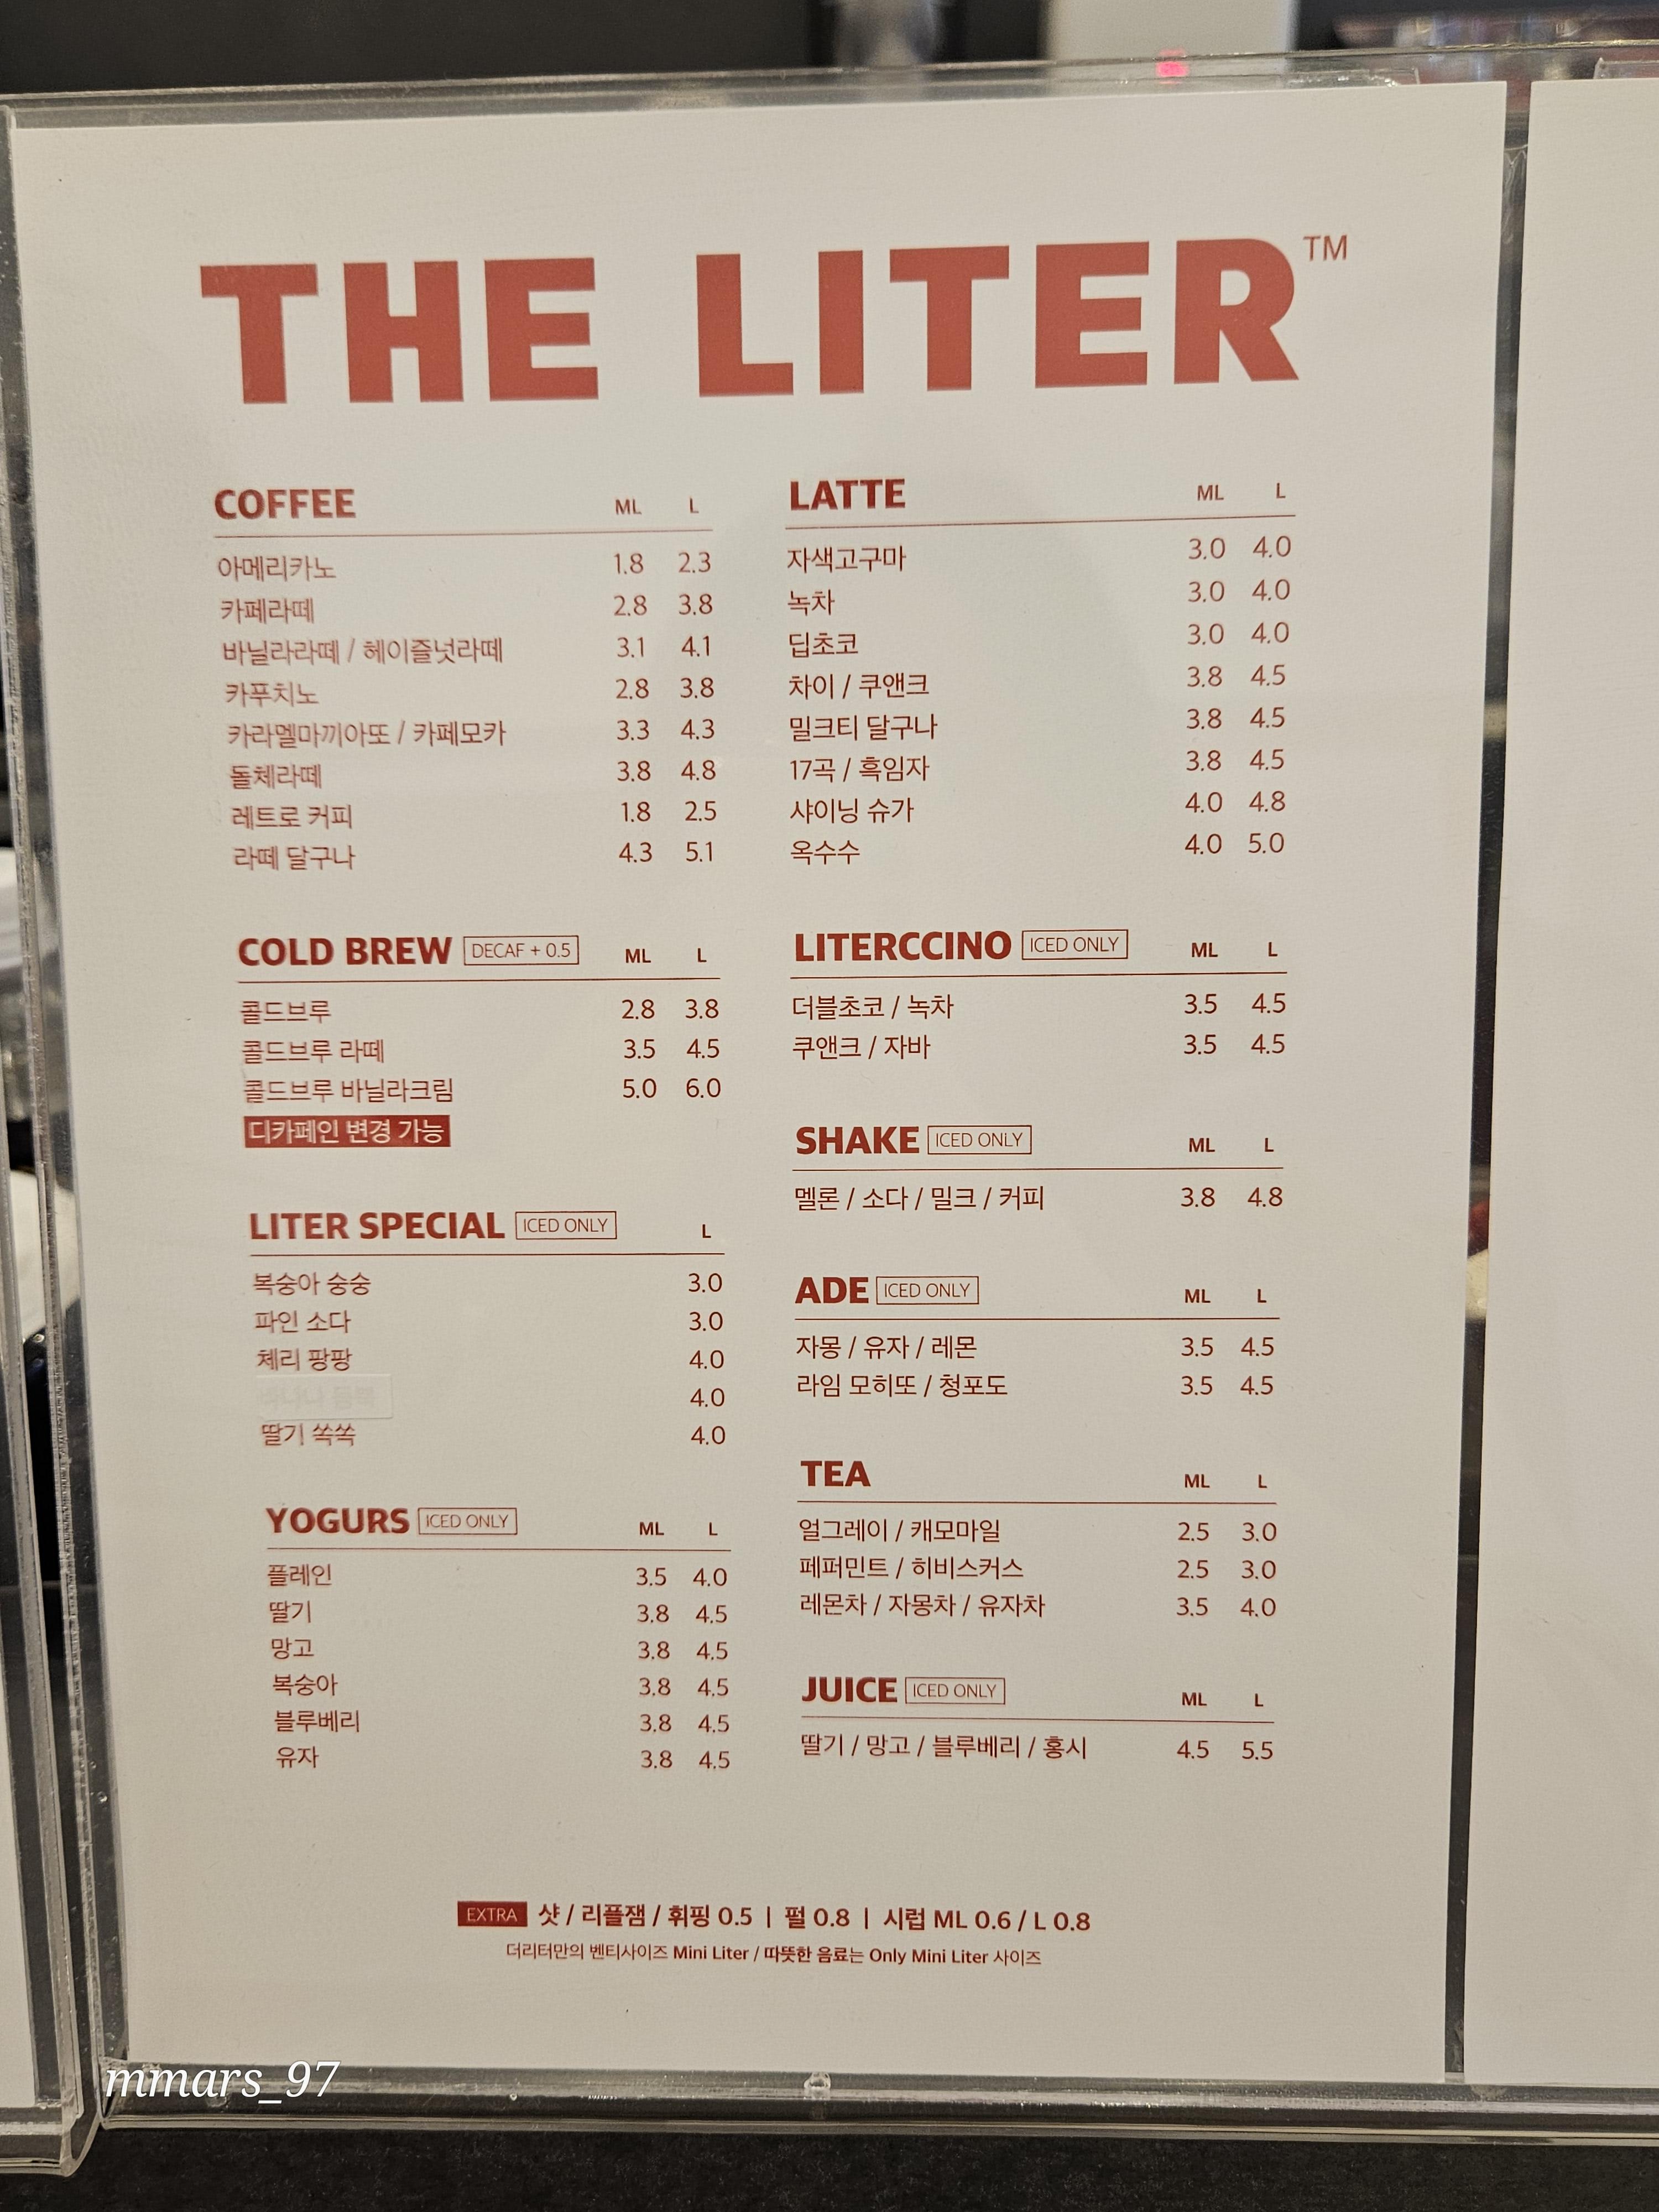 THE LITER™
COFFEE ML L
아메리카노 1.8 2.3
카페라떼 2.8 3.8
바닐라라떼 / 헤이즐넛라떼 3.1 4.1
카푸치노 2.8 3.8
카라멜마끼아또 / 카페모카 3.3 4.3
돌체라떼 3.8 4.8
레트로 커피 1.8 2.5
라떼 달구나 4.3 5.1
COLD BREW DECAF + 0.5 ML L
콜드브루 2.8 3.8
콜드브루 라떼 3.5 4.5
콜드브루 바닐라크림 5.0 6.0
디카페인 변경 가능
LITER SPECIAL ICED ONLY L
복숭아 숭숭 3.0
파인 소다 3.0
체리 팡팡 4.0
4.0
딸기 쏙쏙 4.0
YOGURS ICED ONLY ML L
플레인 3.5 4.0
딸기 3.8 4.5
망고 3.8 4.5
복숭아 3.8 4.5
블루베리 3.8 4.5
유자 3.8 4.5
LATTE ML L
자색고구마 3.0 4.0
녹차 3.0 4.0
딥초코 3.0 4.0
차이 / 쿠앤크 3.8 4.5
밀크티 달구나 3.8 4.5
17곡 / 흑임자 3.8 4.5
샤이닝 슈가 4.0 4.8
옥수수 4.0 5.0
LITERCCINO ICED ONLY ML L
더블초코 / 녹차 3.5 4.5
쿠앤크 / 자바 3.5 4.5
SHAKE ICED ONLY ML L
멜론 / 소다 / 밀크 / 커피 3.8 4.8
ADE ICED ONLY ML L
자몽 / 유자 / 레몬 3.5 4.5
라임 모히또 / 청포도 3.5 4.5
TEA ML L
얼그레이 / 캐모마일 2.5 3.0
페퍼민트 / 히비스커스 2.5 3.0
레몬차 / 자몽차 / 유자차 3.5 4.0
JUICE ICED ONLY ML L
딸기 / 망고 / 블루베리 / 홍시 4.5 5.5
EXTRA 샷 / 리플잼 / 휘핑 0.5 | 펄 0.8 | 시럽 ML 0.6 / L 0.8
더리터만의 벤티사이즈 Mini Liter / 따뜻한 음료는 Only Mini Liter 사이즈
mmars_97